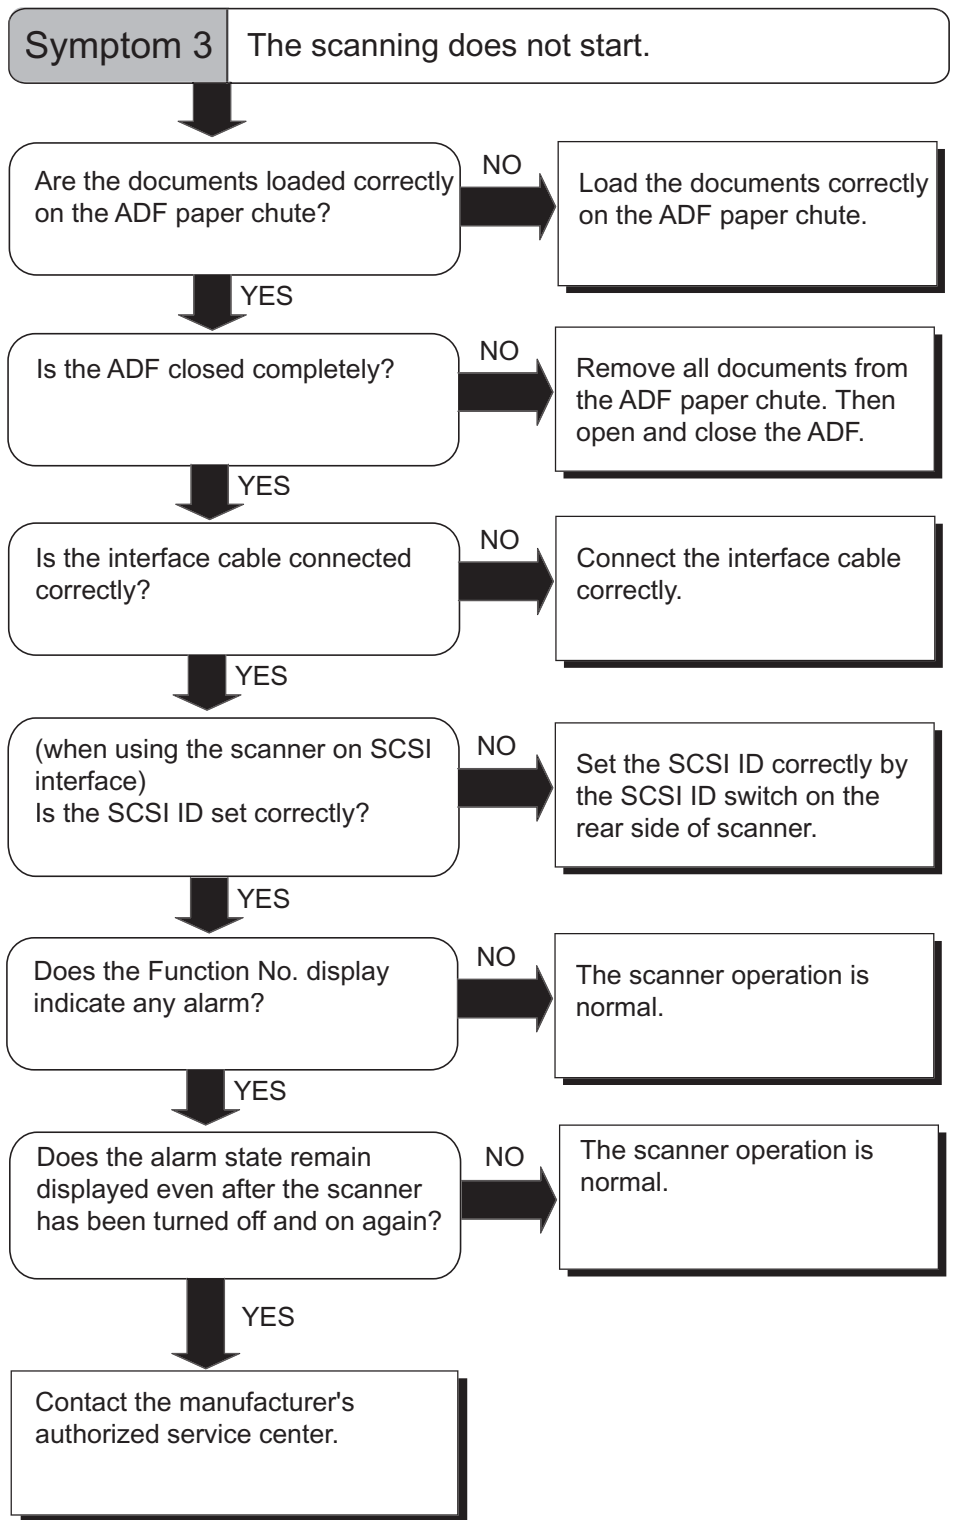 Symptom 3
The scanning does not start.
Are the documents loaded correctly
on the ADF paper chute?
NO
Load the documents correctly
on the ADF paper chute.
YES
Is the ADF closed completely?
NO
Remove all documents from
the ADF paper chute. Then
open and close the ADF.
YES
Is the interface cable connected
correctly?
NO
Connect the interface cable
correctly.
YES
(when using the scanner on SCSI
interface)
Is the SCSI ID set correctly?
NO
Set the SCSI ID correctly by
the SCSI ID switch on the
rear side of scanner.
YES
Does the Function No. display
indicate any alarm?
NO
The scanner operation is
normal.
YES
Does the alarm state remain
displayed even after the scanner
has been turned off and on again?
NO
The scanner operation is
normal.
YES
Contact the manufacturer's
authorized service center.